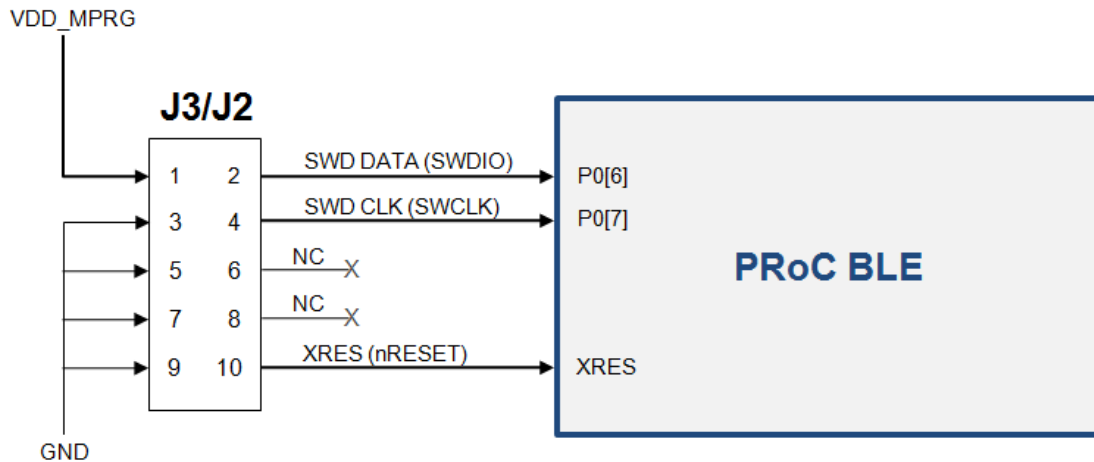 VDD_MPRG
J3/J2
1 2 SWD DATA (SWDIO) P0[6]
3 4 SWD CLK (SWCLK) P0[7]
5 6 NC X
7 8 NC X
9 10 XRES (nRESET) XRES
PRoC BLE
GND